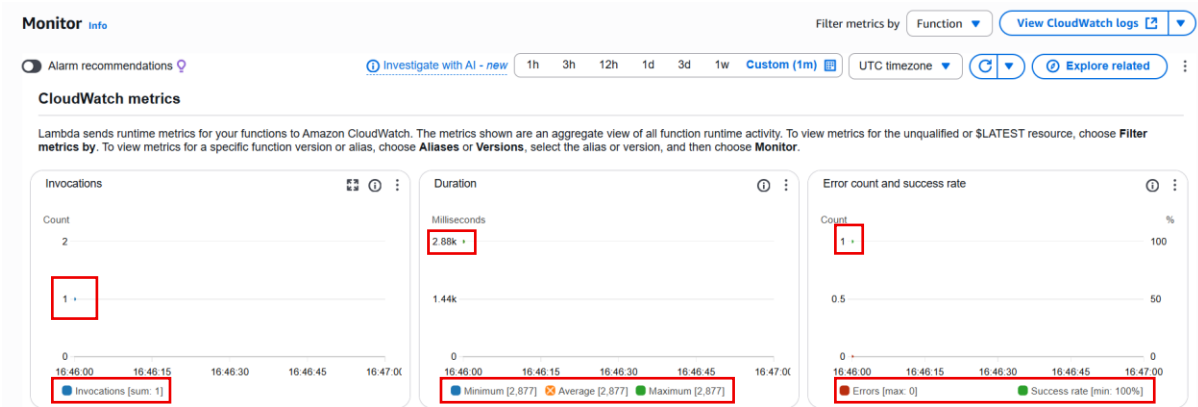 Monitor Info
Filter metrics by Function View CloudWatch logs
Alarm recommendations Investigate with AI - new 1h 3h 12h 1d 3d 1w Custom (1m) UTC timezone Explore related
CloudWatch metrics
Lambda sends runtime metrics for your functions to Amazon CloudWatch. The metrics shown are an aggregate view of all function runtime activity. To view metrics for the unqualified or $LATEST resource, choose Filter
metrics by. To view metrics for a specific function version or alias, choose Aliases or Versions, select the alias or version, and then choose Monitor.
Invocations
Count
2
1
0
16:46:00 16:46:15 16:46:30 16:46:45 16:47:00
Invocations [sum: 1]
Duration
Milliseconds
2.88k
1.44k
0
16:46:00 16:46:15 16:46:30 16:46:45 16:47:00
Minimum [2,877] Average [2,877] Maximum [2,877]
Error count and success rate
Count %
1 100
0.5 50
0 0
16:46:00 16:46:15 16:46:30 16:46:45 16:47:00
Errors [max: 0] Success rate [min: 100%]